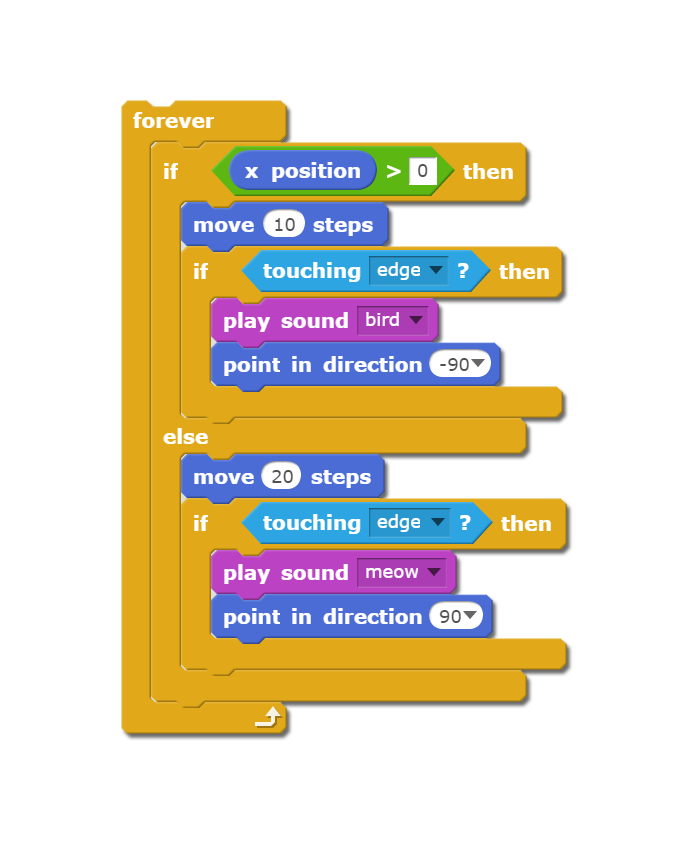 forever
if x position > 0 then
move 10 steps
if touching edge ? then
play sound bird
point in direction -90
else
move 20 steps
if touching edge ? then
play sound meow
point in direction 90